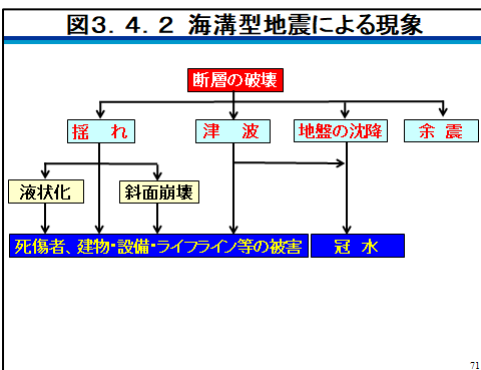 図3.4.2 海溝型地震による現象
断層の破壊
揺れ
津波
地盤の沈降
余震
液状化
斜面崩壊
死傷者、建物・設備・ライフライン等の被害
冠水
71